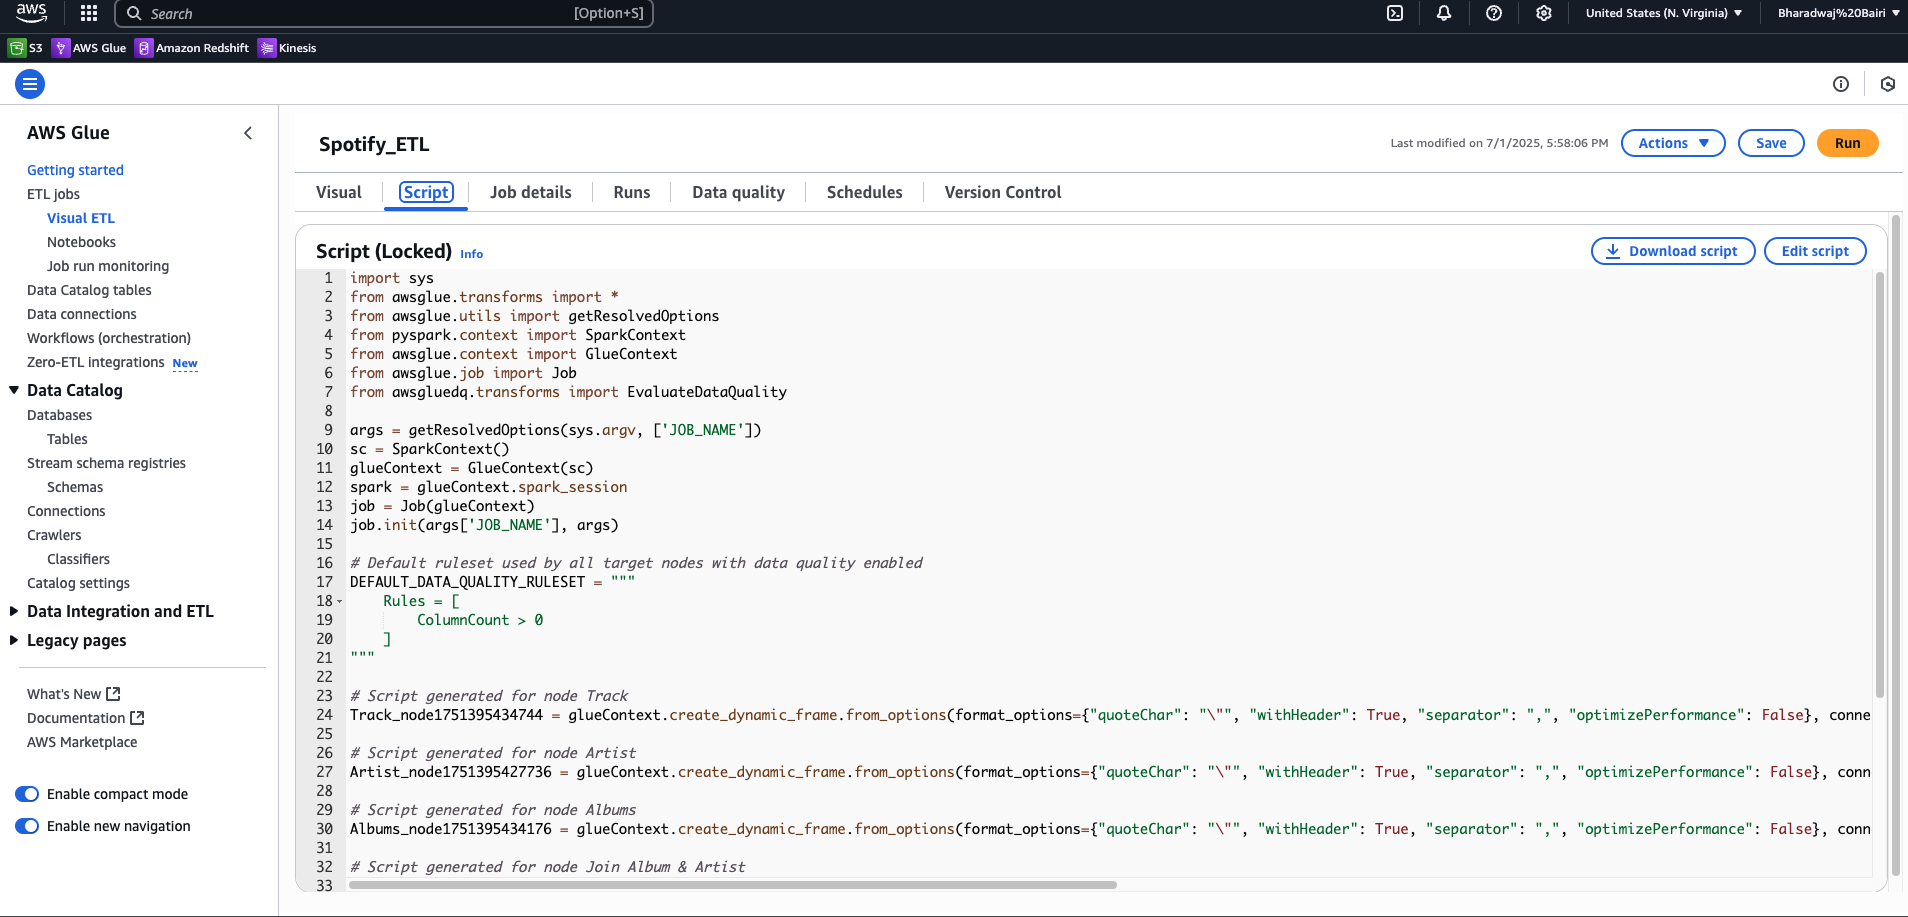 aws
Search
[Option+S]
United States (N. Virginia)
Bharadwaj%20Bairi
S3
AWS Glue
Amazon Redshift
Kinesis
AWS Glue
Getting started
ETL jobs
Visual ETL
Notebooks
Job run monitoring
Data Catalog tables
Data connections
Workflows (orchestration)
Zero-ETL integrations New
Data Catalog
Databases
Tables
Stream schema registries
Schemas
Connections
Crawlers
Classifiers
Catalog settings
Data Integration and ETL
Legacy pages
What's New
Documentation
AWS Marketplace
Enable compact mode
Enable new navigation
Spotify_ETL
Last modified on 7/1/2025, 5:58:06 PM
Actions
Save
Run
Visual
Script
Job details
Runs
Data quality
Schedules
Version Control
Script (Locked) Info
Download script
Edit script
1 import sys
2 from awsglue.transforms import *
3 from awsglue.utils import getResolvedOptions
4 from pyspark.context import SparkContext
5 from awsglue.context import GlueContext
6 from awsglue.job import Job
7 from awsgluedq.transforms import EvaluateDataQuality
8
9 args = getResolvedOptions(sys.argv, ['JOB_NAME'])
10 sc = SparkContext()
11 glueContext = GlueContext(sc)
12 spark = glueContext.spark_session
13 job = Job(glueContext)
14 job.init(args['JOB_NAME'], args)
15
16 # Default ruleset used by all target nodes with data quality enabled
17 DEFAULT_DATA_QUALITY_RULESET = """
18 Rules = [
19 ColumnCount > 0
20 ]
21 """
22
23 # Script generated for node Track
24 Track_node1751395434744 = glueContext.create_dynamic_frame.from_options(format_options={"quoteChar": "\"", "withHeader": True, "separator": ",", "optimizePerformance": False}, conne
25
26 # Script generated for node Artist
27 Artist_node1751395427736 = glueContext.create_dynamic_frame.from_options(format_options={"quoteChar": "\"", "withHeader": True, "separator": ",", "optimizePerformance": False}, conn
28
29 # Script generated for node Albums
30 Albums_node1751395434176 = glueContext.create_dynamic_frame.from_options(format_options={"quoteChar": "\"", "withHeader": True, "separator": ",", "optimizePerformance": False}, conn
31
32 # Script generated for node Join Album & Artist
33